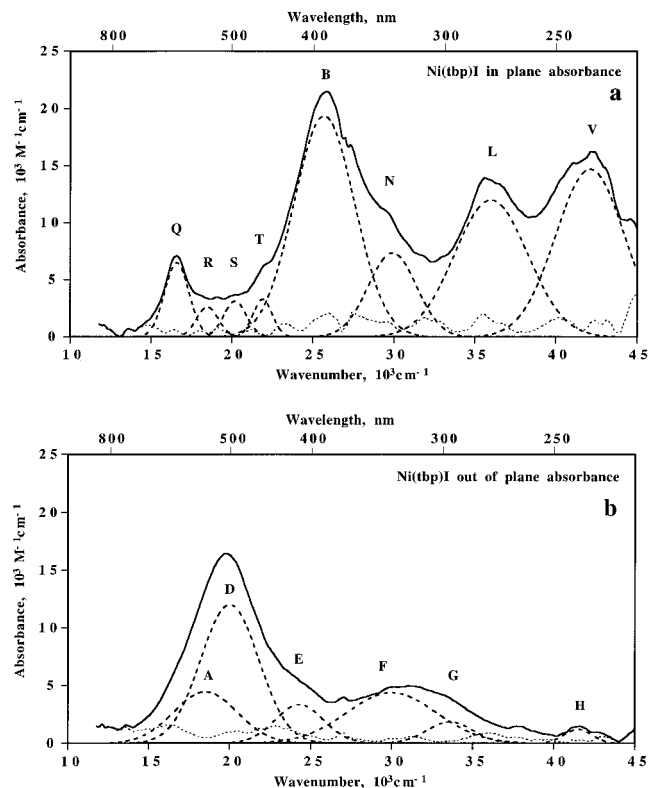 Wavelength, nm
800 600 500 400 300 250
25
Ni(tbp)I in plane absorbance
a
20
15
10
5
0
Absorbance, 10³ M⁻¹cm⁻¹
Q R S T B N L V
10 15 20 25 30 35 40 45
Wavenumber, 10³cm⁻¹
Wavelength, nm
800 600 500 400 300 250
25
Ni(tbp)I out of plane absorbance
b
20
15
10
5
0
Absorbance, 10³ M⁻¹cm⁻¹
A D E F G H
10 15 20 25 30 35 40 45
Wavenumber, 10³cm⁻¹